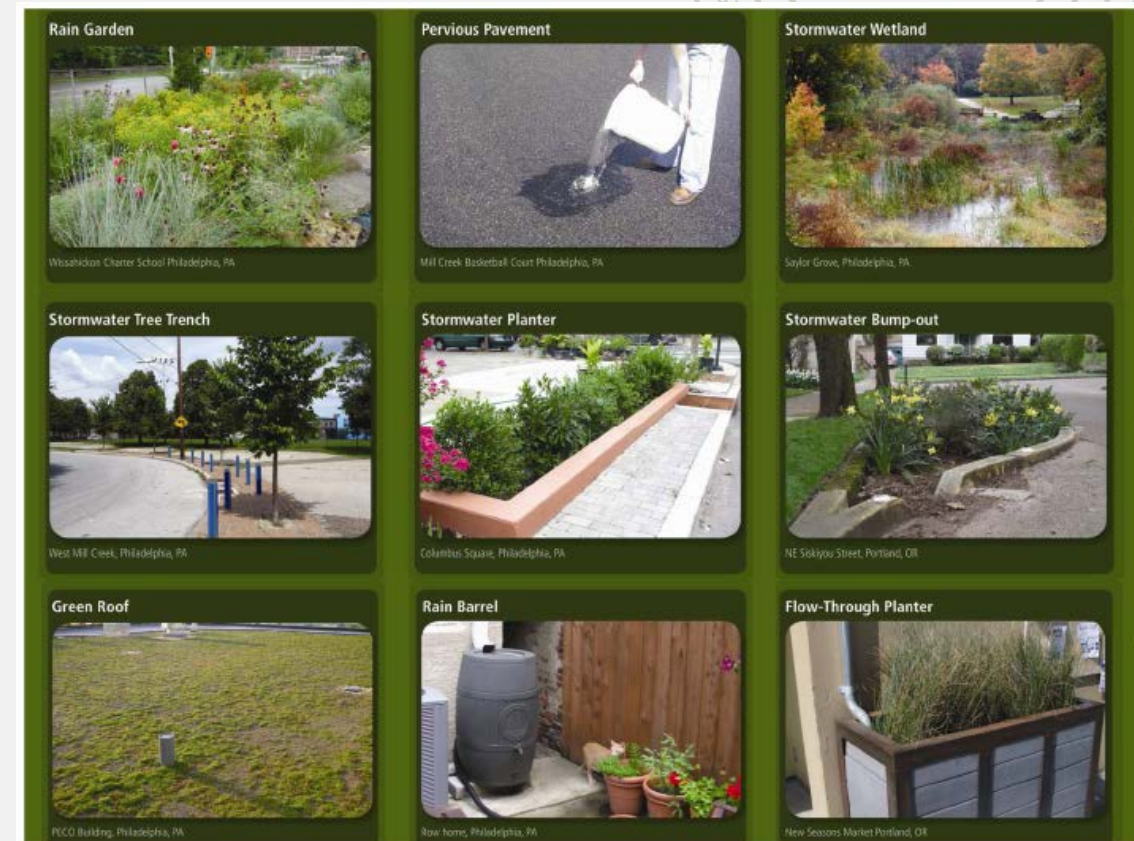 Rain Garden
Pervious Pavement
Stormwater Wetland
Wissahickon Charter School Philadelphia, PA
Mill Creek Basketball Court Philadelphia, PA
Saylor Grove, Philadelphia, PA
Stormwater Tree Trench
Stormwater Planter
Stormwater Bump-out
West Mill Creek, Philadelphia, PA
Columbus Square, Philadelphia, PA
NE Siskiyou Street, Portland, OR
Green Roof
Rain Barrel
Flow-Through Planter
PECO Building, Philadelphia, PA
Row home, Philadelphia, PA
New Seasons Market Portland, OR